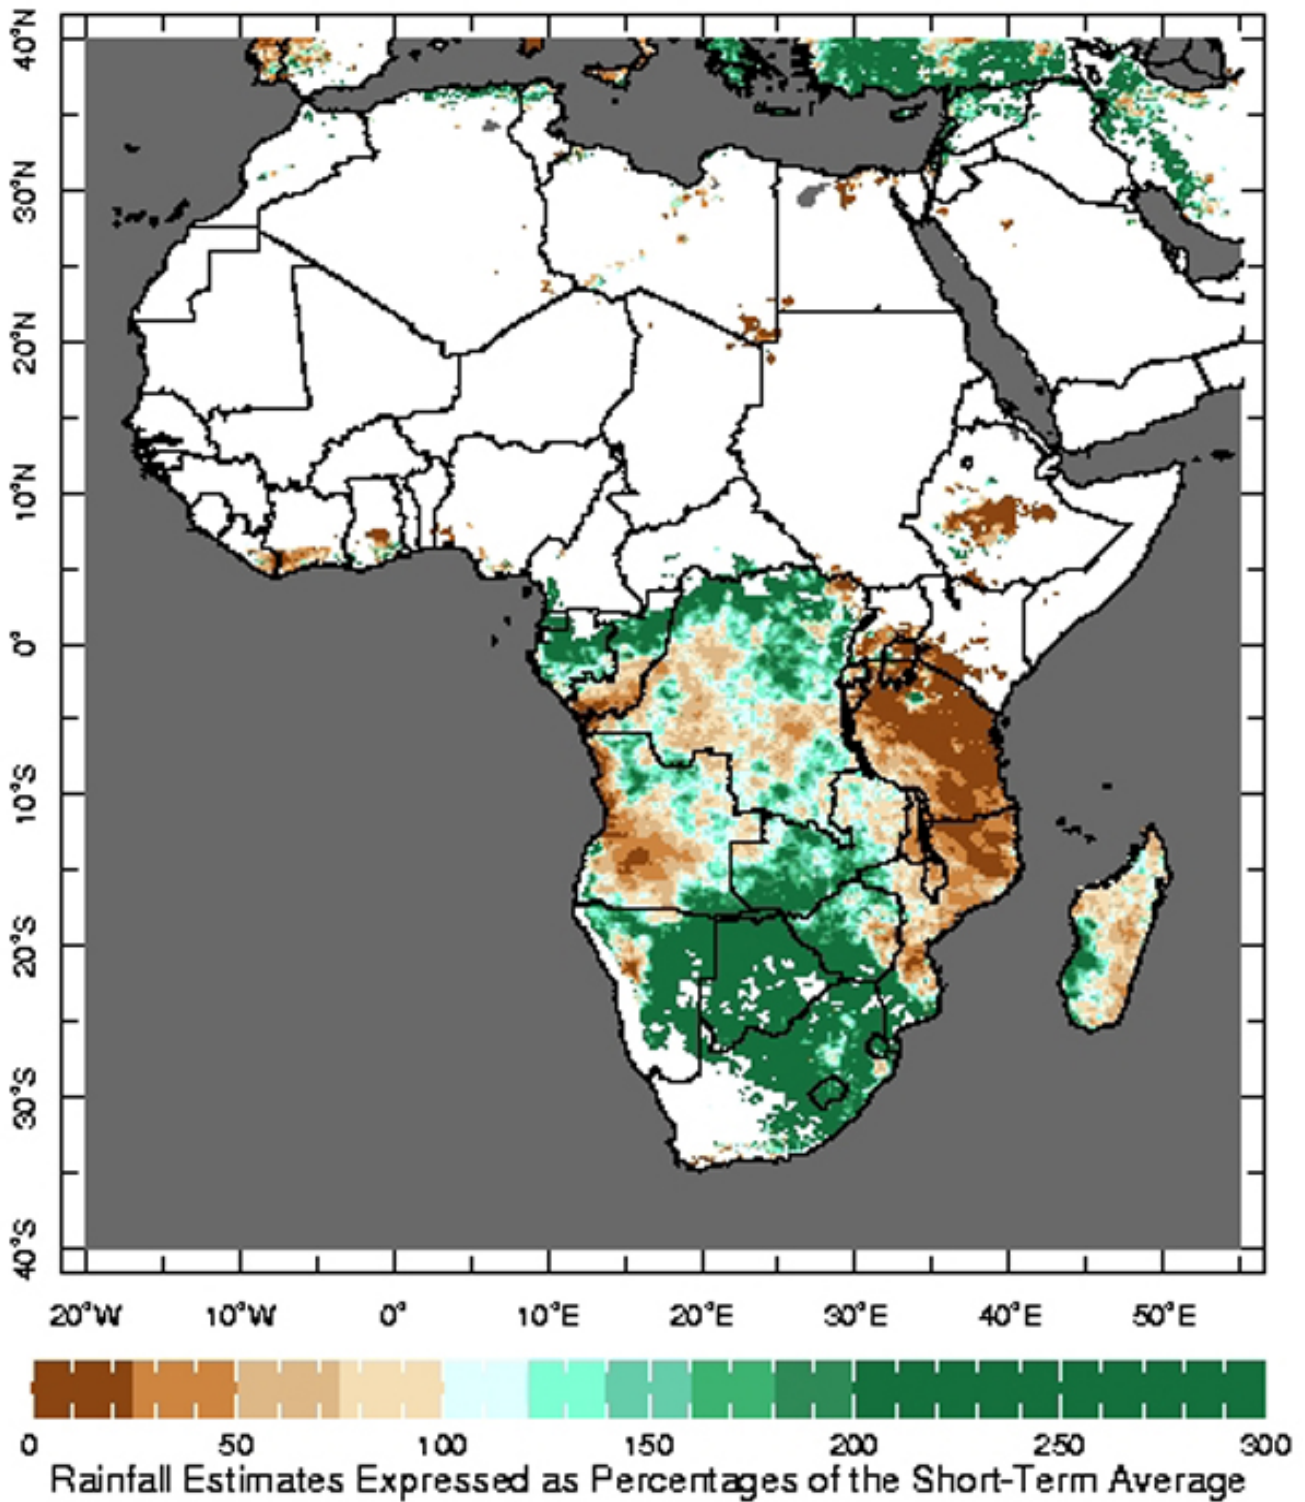 40°N
30°N
20°N
10°N
0°
10°S
20°S
30°S
40°S
20°W 10°W 0° 10°E 20°E 30°E 40°E 50°E
0 50 100 150 200 250 300
Rainfall Estimates Expressed as Percentages of the Short-Term Average